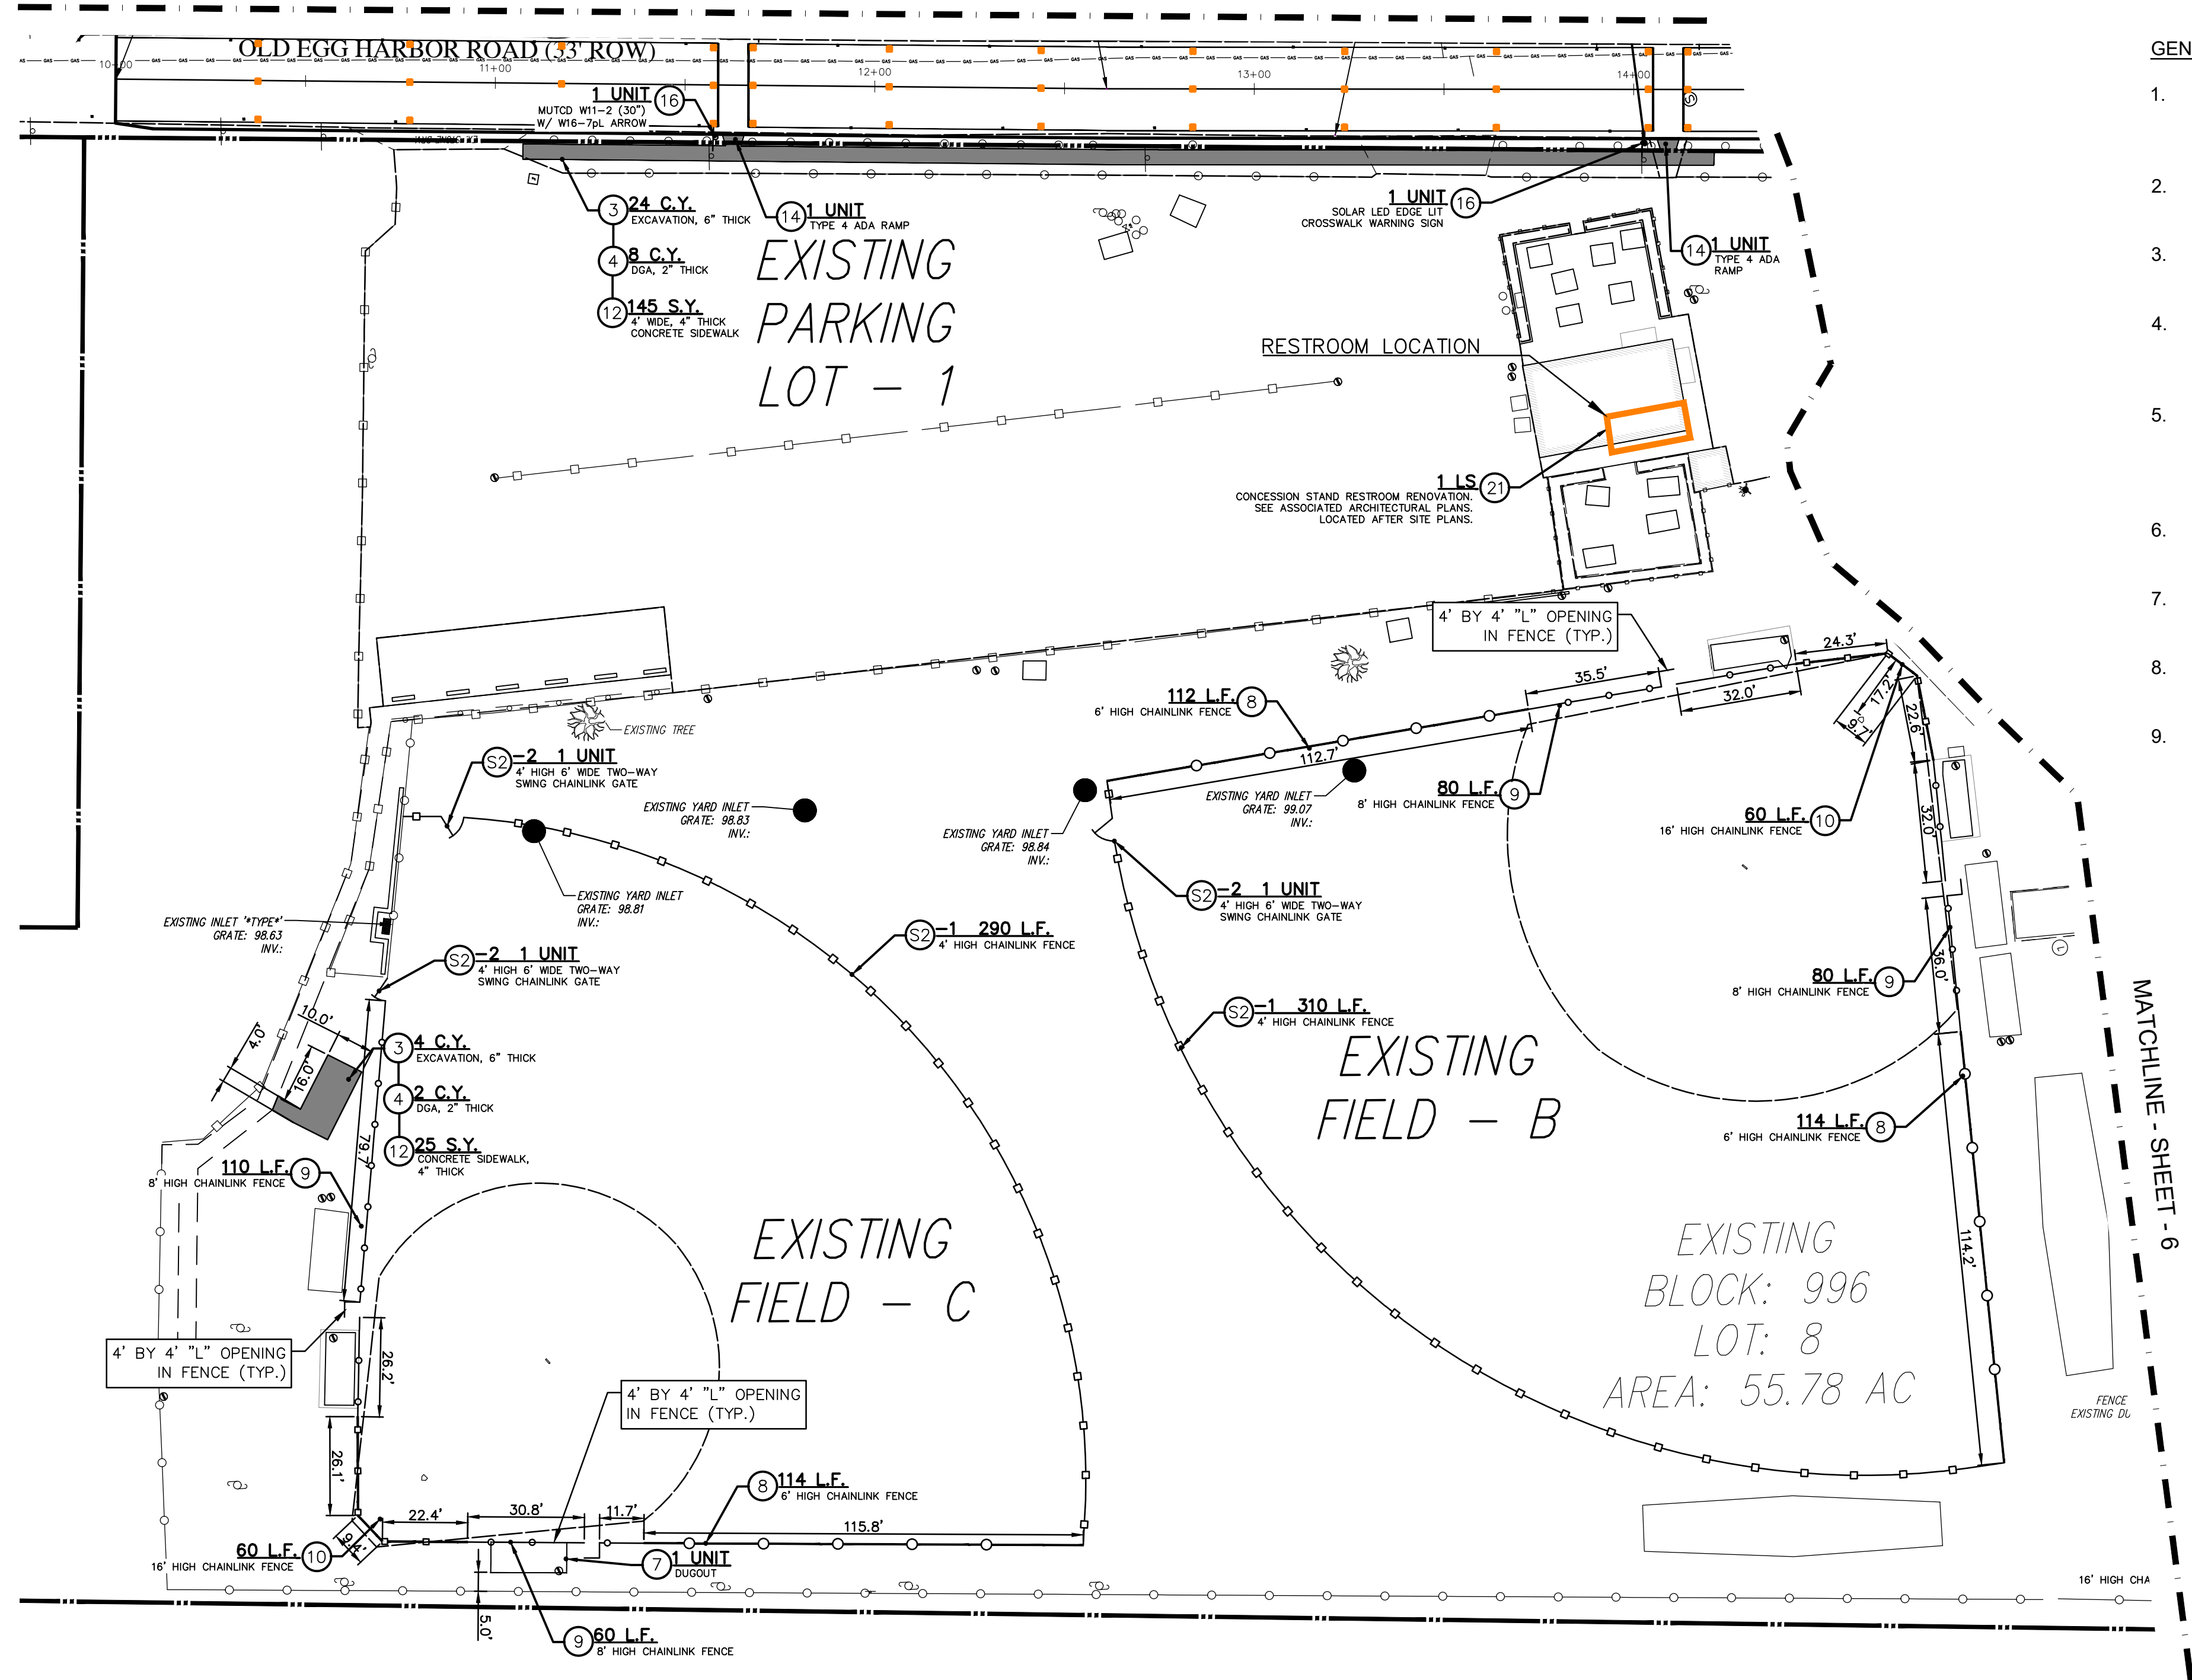 OLD EGG HARBOR ROAD (33' ROW)
GAS
10+00
11+00
12+00
13+00
14+00
S
GEN
1.
2.
3.
4.
5.
6.
7.
8.
9.
1 UNIT 16
MUTCD W11-2 (30")
W/ W16-7pL ARROW
3 24 C.Y.
EXCAVATION, 6" THICK
4 8 C.Y.
DGA, 2" THICK
12 145 S.Y.
4' WIDE, 4" THICK
CONCRETE SIDEWALK
14 1 UNIT
TYPE 4 ADA RAMP
EXISTING
PARKING
LOT - 1
1 UNIT 16
SOLAR LED EDGE LIT
CROSSWALK WARNING SIGN
14 1 UNIT
TYPE 4 ADA
RAMP
RESTROOM LOCATION
1 LS 21
CONCESSION STAND RESTROOM RENOVATION.
SEE ASSOCIATED ARCHITECTURAL PLANS.
LOCATED AFTER SITE PLANS.
4' BY 4' "L" OPENING
IN FENCE (TYP.)
24.3'
35.5'
32.0'
17.2'
9.7'
22.6'
32.0'
36.0'
114.2'
112 L.F. 8
6' HIGH CHAINLINK FENCE
112.7'
EXISTING TREE
S2 -2 1 UNIT
4' HIGH 6' WIDE TWO-WAY
SWING CHAINLINK GATE
EXISTING YARD INLET
GRATE: 98.83
INV.:
EXISTING YARD INLET
GRATE: 99.07
INV.:
EXISTING YARD INLET
GRATE: 98.84
INV.:
80 L.F. 9
8' HIGH CHAINLINK FENCE
60 L.F. 10
16' HIGH CHAINLINK FENCE
EXISTING YARD INLET
GRATE: 98.81
INV.:
S2 -2 1 UNIT
4' HIGH 6' WIDE TWO-WAY
SWING CHAINLINK GATE
EXISTING INLET '*TYPE*'
GRATE: 98.63
INV.:
S2 -1 290 L.F.
4' HIGH CHAINLINK FENCE
S2 -2 1 UNIT
4' HIGH 6' WIDE TWO-WAY
SWING CHAINLINK GATE
80 L.F. 9
8' HIGH CHAINLINK FENCE
1
S2 -1 310 L.F.
4' HIGH CHAINLINK FENCE
10.0'
4.0'
16.0'
3 4 C.Y.
EXCAVATION, 6" THICK
4 2 C.Y.
DGA, 2" THICK
12 25 S.Y.
CONCRETE SIDEWALK,
4" THICK
79.7'
EXISTING
FIELD - B
114 L.F. 8
6' HIGH CHAINLINK FENCE
MATCHLINE - SHEET - 6
110 L.F. 9
8' HIGH CHAINLINK FENCE
EXISTING
FIELD - C
EXISTING
BLOCK: 996
LOT: 8
AREA: 55.78 AC
4' BY 4' "L" OPENING
IN FENCE (TYP.)
26.2'
26.1'
4' BY 4' "L" OPENING
IN FENCE (TYP.)
FENCE
EXISTING DU
8 114 L.F.
6' HIGH CHAINLINK FENCE
22.4'
30.8'
11.7'
115.8'
9.4'
60 L.F. 10
16' HIGH CHAINLINK FENCE
7 1 UNIT
DUGOUT
5.0'
16' HIGH CHA
9 60 L.F.
8' HIGH CHAINLINK FENCE